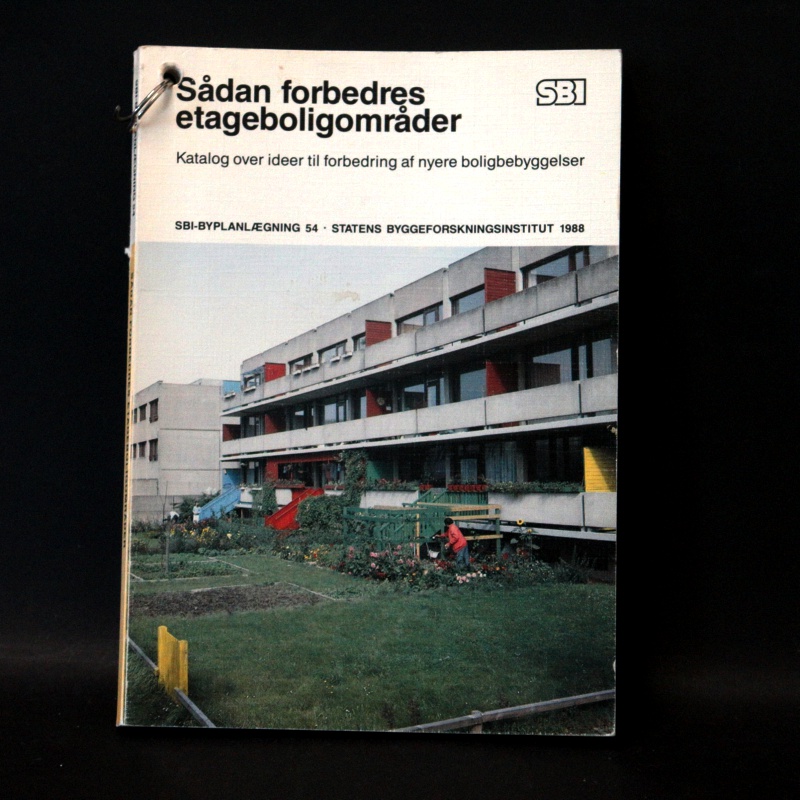 Sådan forbedres
etageboligområder
SBI
Katalog over ideer til forbedring af nyere boligbebyggelser
SBI-BYPLANLÆGNING 54 · STATENS BYGGEFORSKNINGSINSTITUT 1988